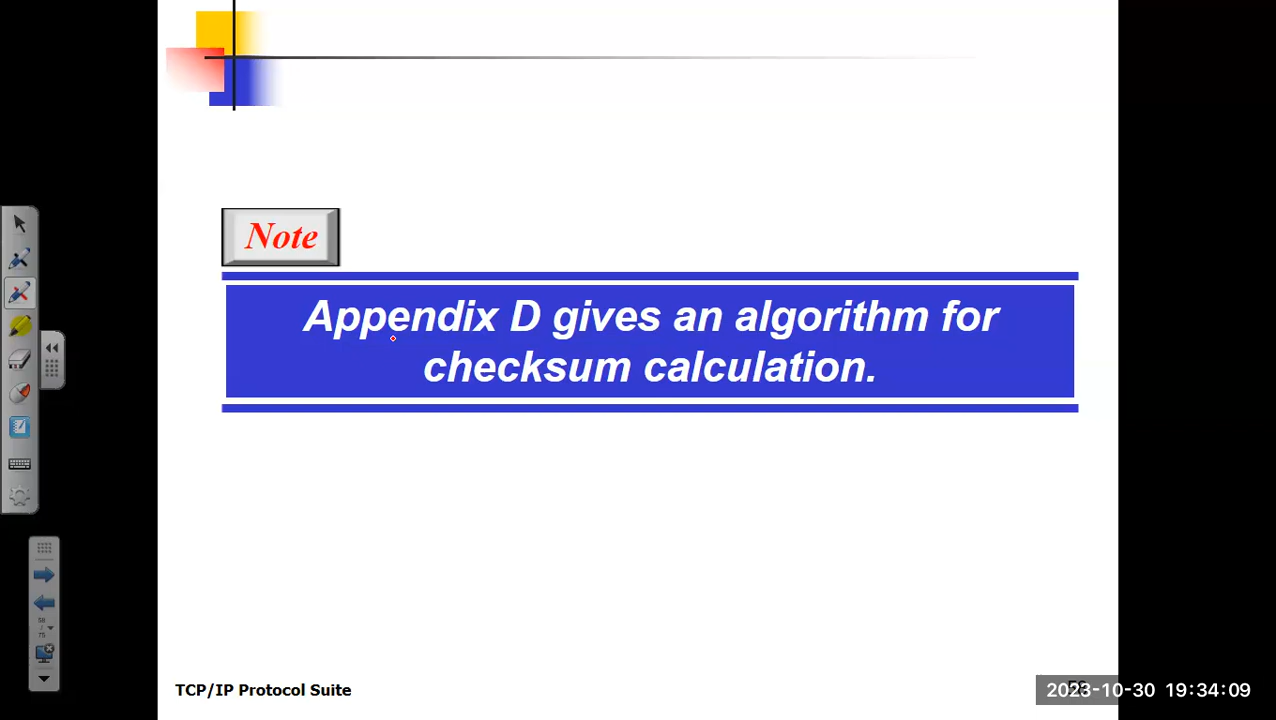 Note
Appendix D gives an algorithm for
checksum calculation.
TCP/IP Protocol Suite
2023-10-30 19:34:09